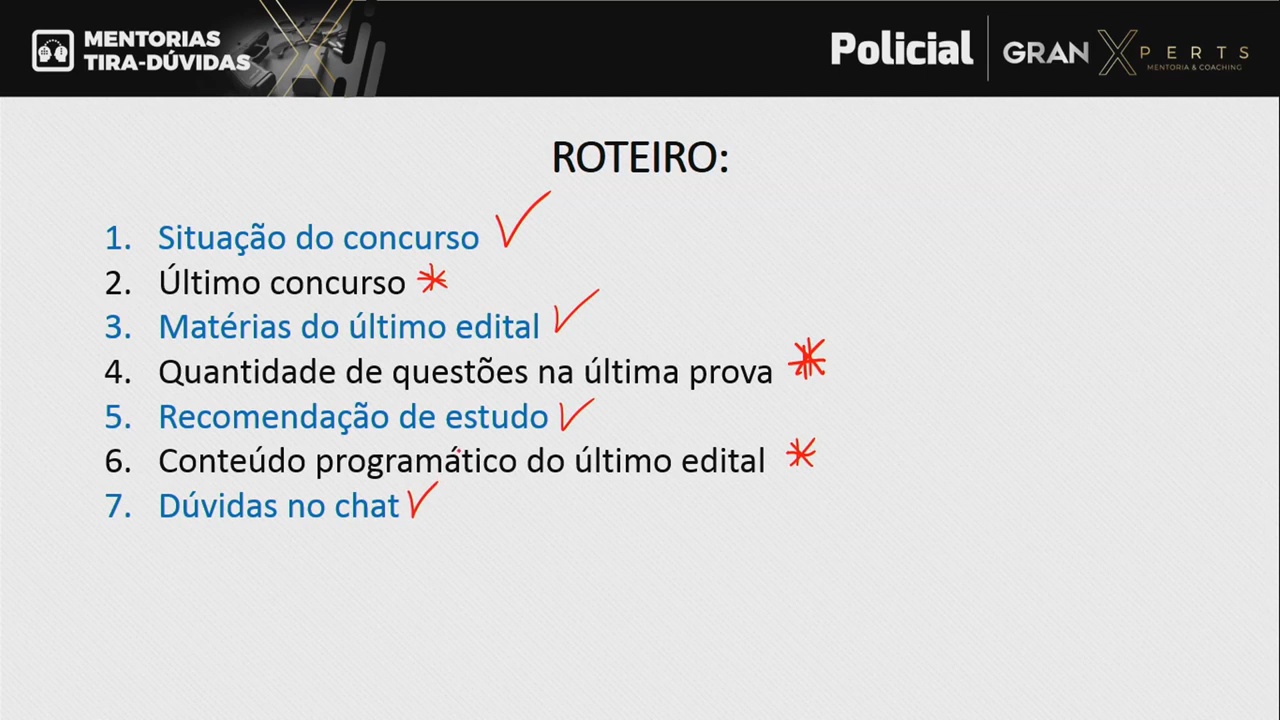 MENTORIAS
TIRA-DÚVIDAS
Policial
GRAN XPERTS
MENTORIA & COACHING
ROTEIRO:
1. Situação do concurso
2. Último concurso
3. Matérias do último edital
4. Quantidade de questões na última prova
5. Recomendação de estudo
6. Conteúdo programático do último edital
7. Dúvidas no chat